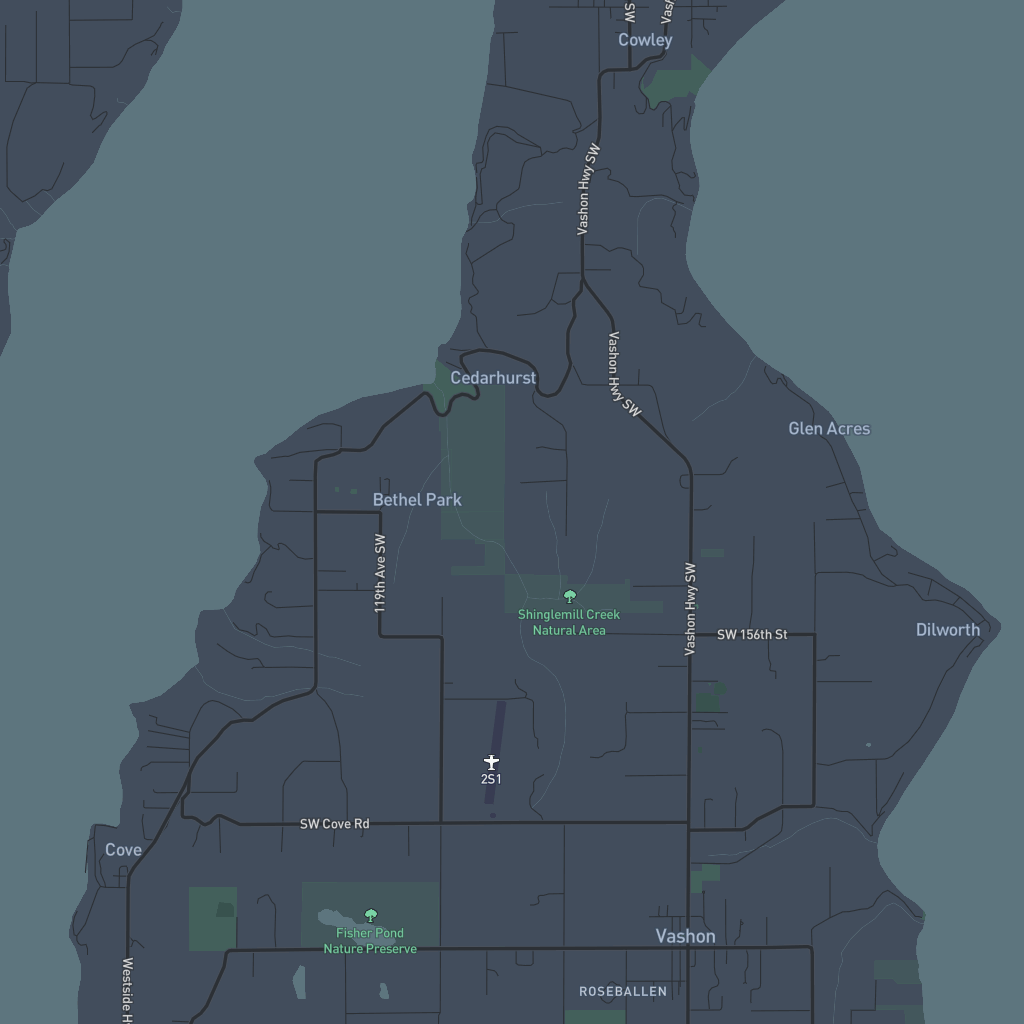 SW
Cowley
Vashon Hwy SW
Vashon Hwy SW
Cedarhurst
Glen Acres
Bethel Park
119th Ave SW
Vashon Hwy SW
Shinglemill Creek
Natural Area
SW 156th St
Dilworth
2S1
SW Cove Rd
Cove
Fisher Pond
Nature Preserve
Vashon
Westside H
ROSEBALLEN